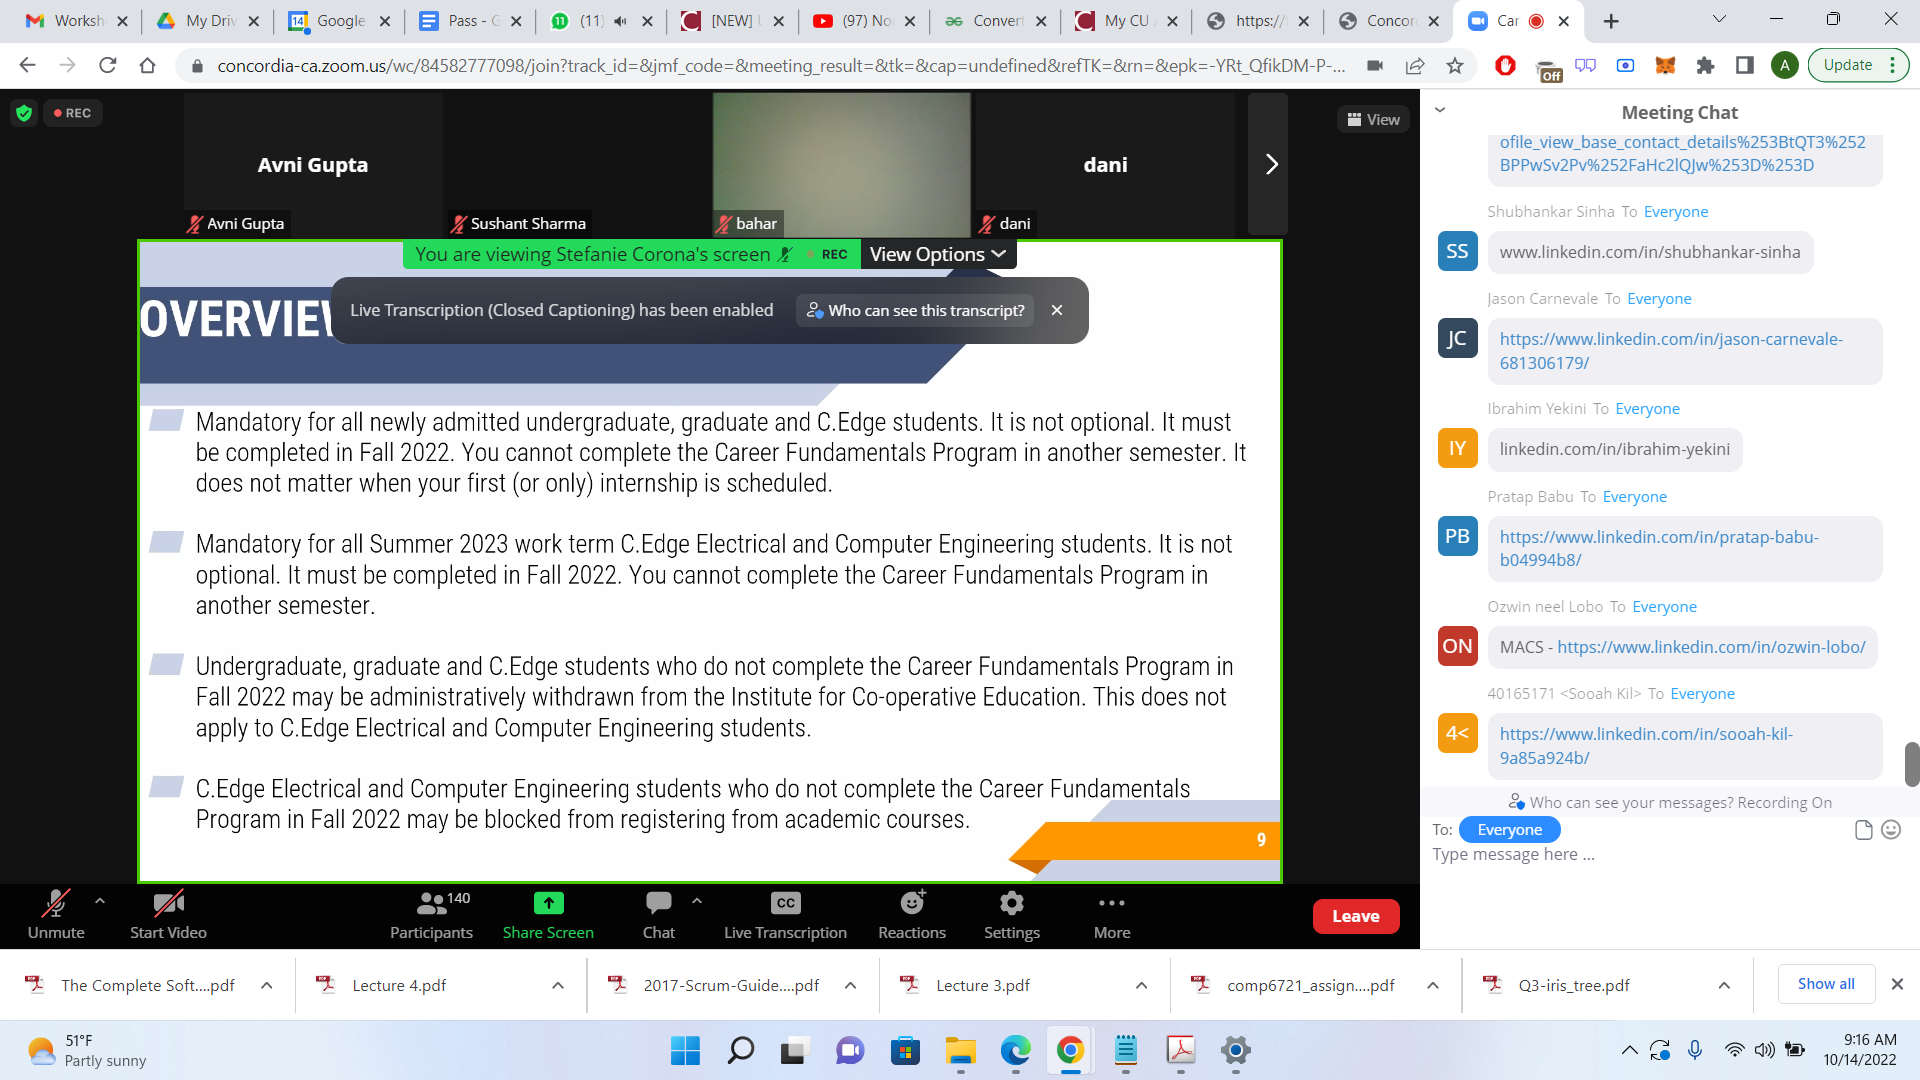 Worksh
My Driv
Google
Pass - G
(11)
[NEW] U
(97) No
Convert
My CU A
https://
Concor
Car
concordia-ca.zoom.us/wc/84582777098/join?track_id=&jmf_code=&meeting_result=&tk=&cap=undefined&refTK=&rn=&epk=-YRt_QfikDM-P-...
Off
A
Update
REC
Avni Gupta
dani
View
Avni Gupta
Sushant Sharma
bahar
dani
You are viewing Stefanie Corona's screen
REC
View Options
Live Transcription (Closed Captioning) has been enabled
Who can see this transcript?
OVERVIEW
Mandatory for all newly admitted undergraduate, graduate and C.Edge students. It is not optional. It must
be completed in Fall 2022. You cannot complete the Career Fundamentals Program in another semester. It
does not matter when your first (or only) internship is scheduled.
Mandatory for all Summer 2023 work term C.Edge Electrical and Computer Engineering students. It is not
optional. It must be completed in Fall 2022. You cannot complete the Career Fundamentals Program in
another semester.
Undergraduate, graduate and C.Edge students who do not complete the Career Fundamentals Program in
Fall 2022 may be administratively withdrawn from the Institute for Co-operative Education. This does not
apply to C.Edge Electrical and Computer Engineering students.
C.Edge Electrical and Computer Engineering students who do not complete the Career Fundamentals
Program in Fall 2022 may be blocked from registering from academic courses.
9
Meeting Chat
ofile_view_base_contact_details%253BtQT3%252
BPPwSv2Pv%252FaHc2lQJw%253D%253D
Shubhankar Sinha To Everyone
SS
www.linkedin.com/in/shubhankar-sinha
Jason Carnevale To Everyone
JC
https://www.linkedin.com/in/jason-carnevale-
681306179/
Ibrahim Yekini To Everyone
IY
linkedin.com/in/ibrahim-yekini
Pratap Babu To Everyone
PB
https://www.linkedin.com/in/pratap-babu-
b04994b8/
Ozwin neel Lobo To Everyone
ON
MACS - https://www.linkedin.com/in/ozwin-lobo/
40165171 <Sooah Kil> To Everyone
4<
https://www.linkedin.com/in/sooah-kil-
9a85a924b/
Who can see your messages? Recording On
To: Everyone
Type message here ...
Unmute
Start Video
140
Participants
Share Screen
Chat
CC
Live Transcription
Reactions
Settings
More
Leave
The Complete Soft....pdf
Lecture 4.pdf
2017-Scrum-Guide....pdf
Lecture 3.pdf
comp6721_assign....pdf
Q3-iris_tree.pdf
Show all
51°F
Partly sunny
9:16 AM
10/14/2022